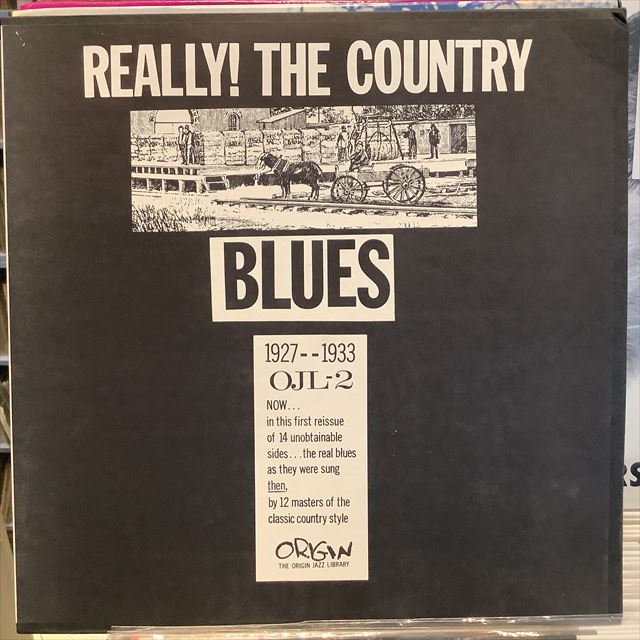 REALLY! THE COUNTRY
BLUES
1927--1933
OJL-2
NOW...
in this first reissue
of 14 unobtainable
sides...the real blues
as they were sung
then,
by 12 masters of the
classic country style
ORIGIN
THE ORIGIN JAZZ LIBRARY
RS